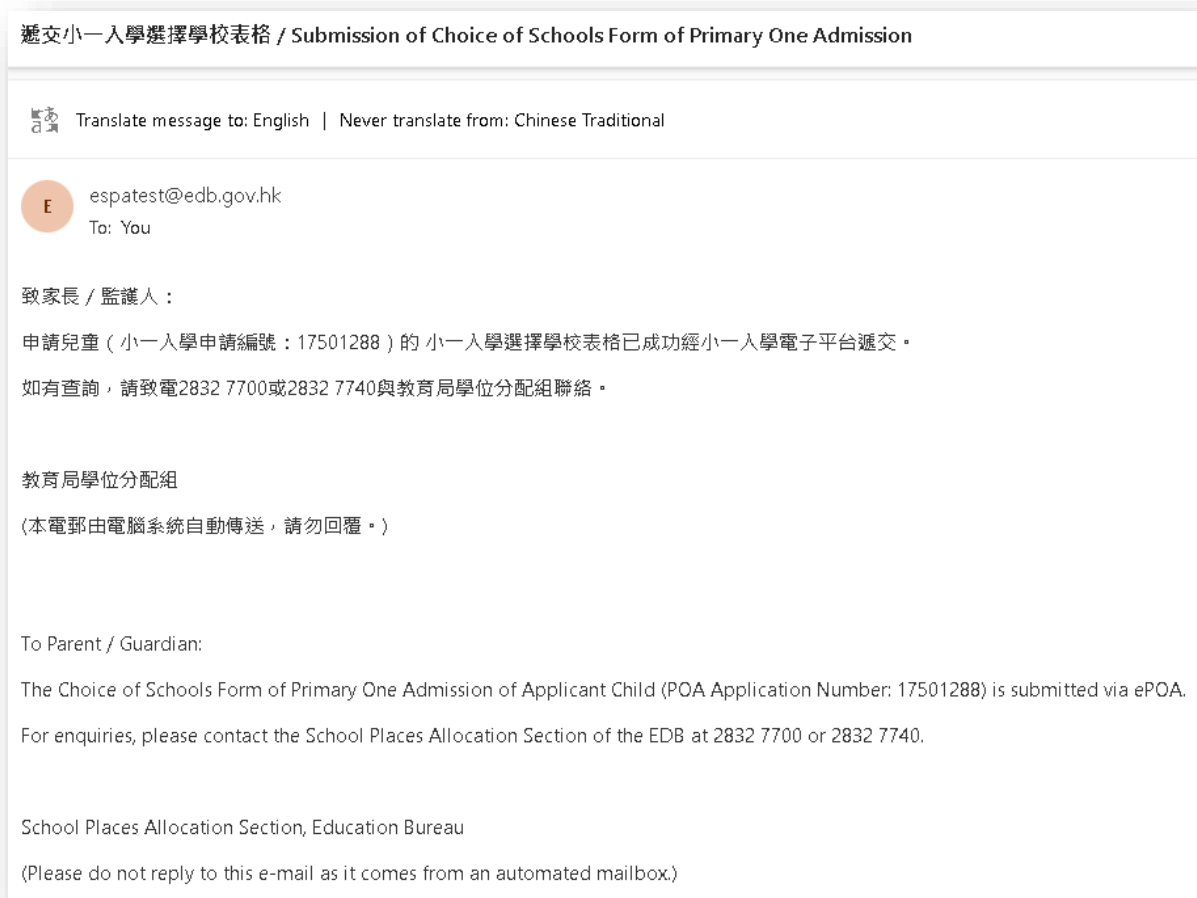 遞交小一入學選擇學校表格 / Submission of Choice of Schools Form of Primary One Admission
Translate message to: English | Never translate from: Chinese Traditional
E
espatest@edb.gov.hk
To: You
致家長 / 監護人：
申請兒童（小一入學申請編號：17501288）的 小一入學選擇學校表格已成功經小一入學電子平台遞交。
如有查詢，請致電2832 7700或2832 7740與教育局學位分配組聯絡。
教育局學位分配組
(本電郵由電腦系統自動傳送，請勿回覆。)
To Parent / Guardian:
The Choice of Schools Form of Primary One Admission of Applicant Child (POA Application Number: 17501288) is submitted via ePOA.
For enquiries, please contact the School Places Allocation Section of the EDB at 2832 7700 or 2832 7740.
School Places Allocation Section, Education Bureau
(Please do not reply to this e-mail as it comes from an automated mailbox.)